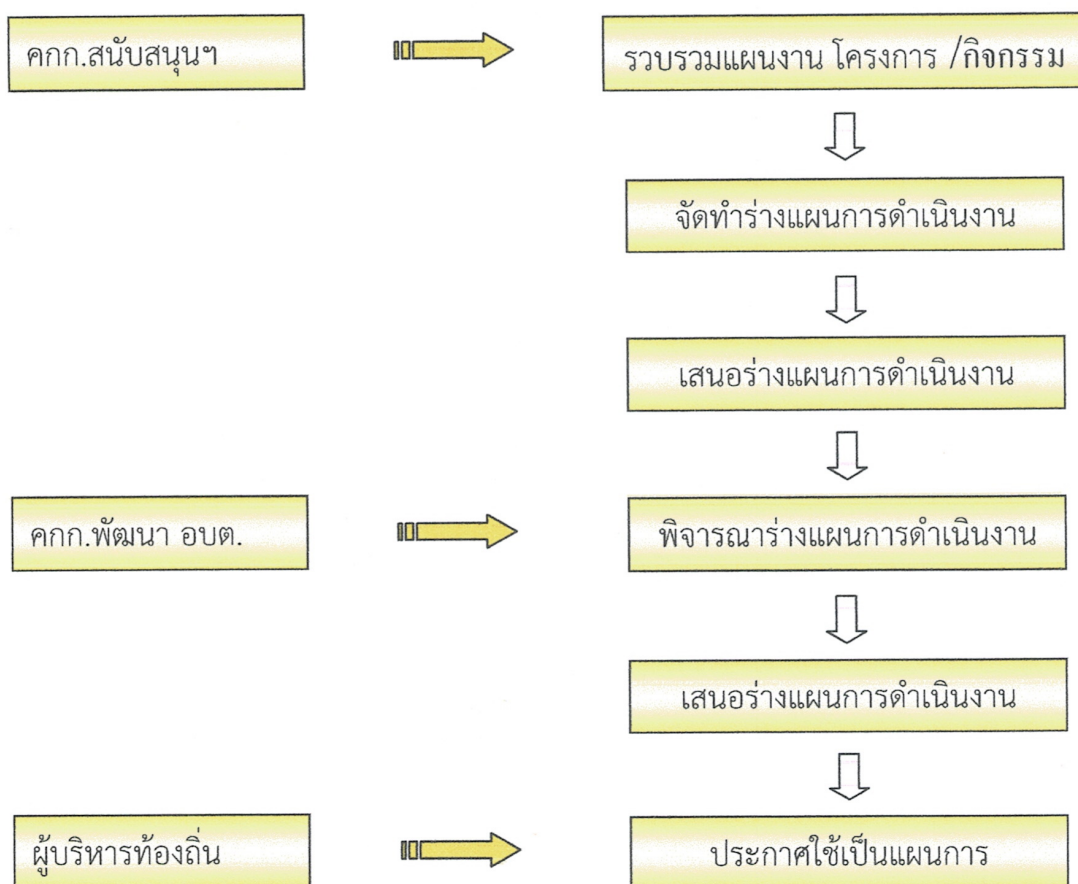 คกก.สนับสนุนฯ
รวบรวมแผนงาน โครงการ /กิจกรรม
จัดทำร่างแผนการดำเนินงาน
เสนอร่างแผนการดำเนินงาน
คกก.พัฒนา อบต.
พิจารณาร่างแผนการดำเนินงาน
เสนอร่างแผนการดำเนินงาน
ผู้บริหารท้องถิ่น
ประกาศใช้เป็นแผนการ